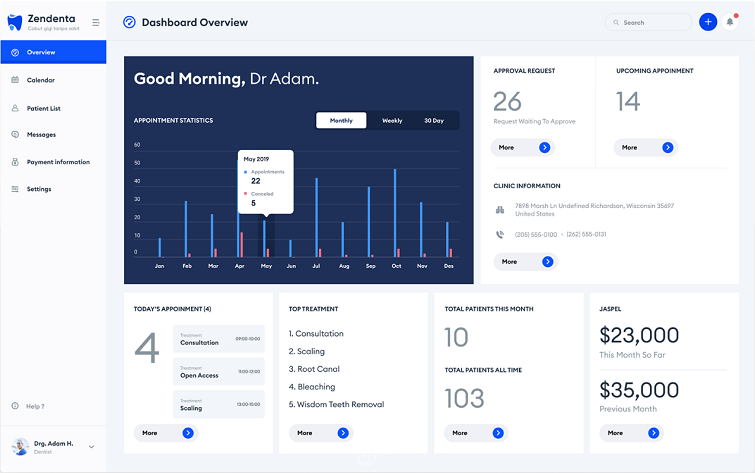 Zendenta
Cabut gigi tanpa sakit
Overview
Calendar
Patient List
Messages
Payment information
Settings
Help ?
Drg. Adam H.
Dentist
Dashboard Overview
Search
Good Morning, Dr Adam.
APPOINTMENT STATISTICS
Monthly Weekly 30 Day
60
50
40
30
20
10
0
May 2019
Appointments
22
Canceled
5
Jan Feb Mar Apr May Jun Jul Aug Sep Oct Nov Des
APPROVAL REQUEST
26
Request Waiting To Approve
More
UPCOMING APPOINMENT
14
More
CLINIC INFORMATION
7898 Marsh Ln Undefined Richardson, Wisconsin 35697
United States
(205) 555-0100 • (262) 555-0131
More
TODAY'S APPOINMENT (4)
4
Treatment
Consultation 09:00-10:00
Treatment
Open Access 11:00-12:00
Treatment
Scaling 13:00-15:00
More
TOP TREATMENT
1. Consultation
2. Scaling
3. Root Canal
4. Bleaching
5. Wisdom Teeth Removal
More
TOTAL PATIENTS THIS MONTH
10
TOTAL PATIENTS ALL TIME
103
More
JASPEL
$23,000
This Month So Far
$35,000
Previous Month
More